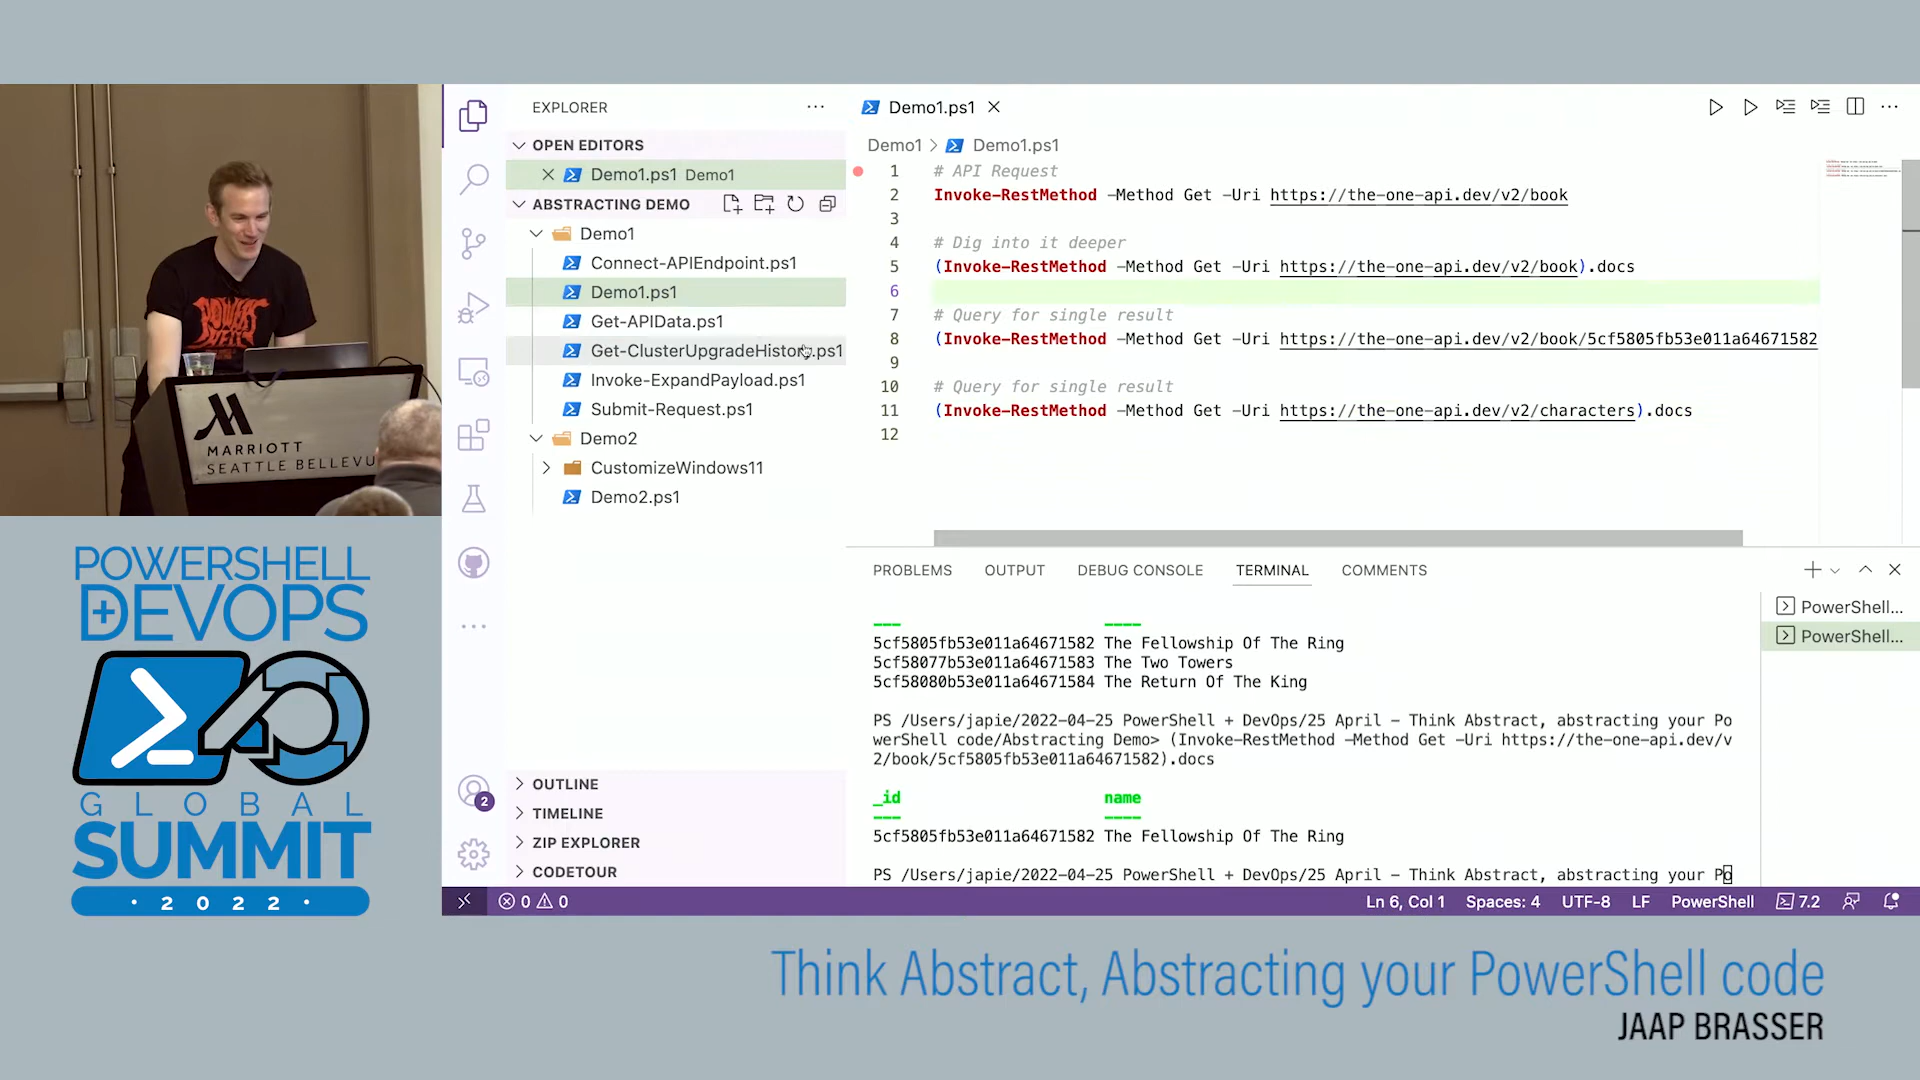 MARRIOTT
SEATTLE BELLEVU
POWERSHELL
+DEVOPS
GLOBAL
SUMMIT
· 2022 ·
EXPLORER
OPEN EDITORS
Demo1.ps1 Demo1
ABSTRACTING DEMO
Demo1
Connect-APIEndpoint.ps1
Demo1.ps1
Get-APIData.ps1
Get-ClusterUpgradeHistory.ps1
Invoke-ExpandPayload.ps1
Submit-Request.ps1
Demo2
CustomizeWindows11
Demo2.ps1
OUTLINE
TIMELINE
ZIP EXPLORER
CODETOUR
2
Demo1.ps1
Demo1 > Demo1.ps1
1 # API Request
2 Invoke-RestMethod -Method Get -Uri https://the-one-api.dev/v2/book
3
4 # Dig into it deeper
5 (Invoke-RestMethod -Method Get -Uri https://the-one-api.dev/v2/book).docs
6
7 # Query for single result
8 (Invoke-RestMethod -Method Get -Uri https://the-one-api.dev/v2/book/5cf5805fb53e011a64671582
9
10 # Query for single result
11 (Invoke-RestMethod -Method Get -Uri https://the-one-api.dev/v2/characters).docs
12
PROBLEMS OUTPUT DEBUG CONSOLE TERMINAL COMMENTS
PowerShell...
PowerShell...
--- ----
5cf5805fb53e011a64671582 The Fellowship Of The Ring
5cf58077b53e011a64671583 The Two Towers
5cf58080b53e011a64671584 The Return Of The King
PS /Users/japie/2022-04-25 PowerShell + DevOps/25 April - Think Abstract, abstracting your Po
werShell code/Abstracting Demo> (Invoke-RestMethod -Method Get -Uri https://the-one-api.dev/v
2/book/5cf5805fb53e011a64671582).docs
_id name
--- ----
5cf5805fb53e011a64671582 The Fellowship Of The Ring
PS /Users/japie/2022-04-25 PowerShell + DevOps/25 April - Think Abstract, abstracting your Po
0 0 Ln 6, Col 1 Spaces: 4 UTF-8 LF PowerShell 7.2
Think Abstract, Abstracting your PowerShell code
JAAP BRASSER